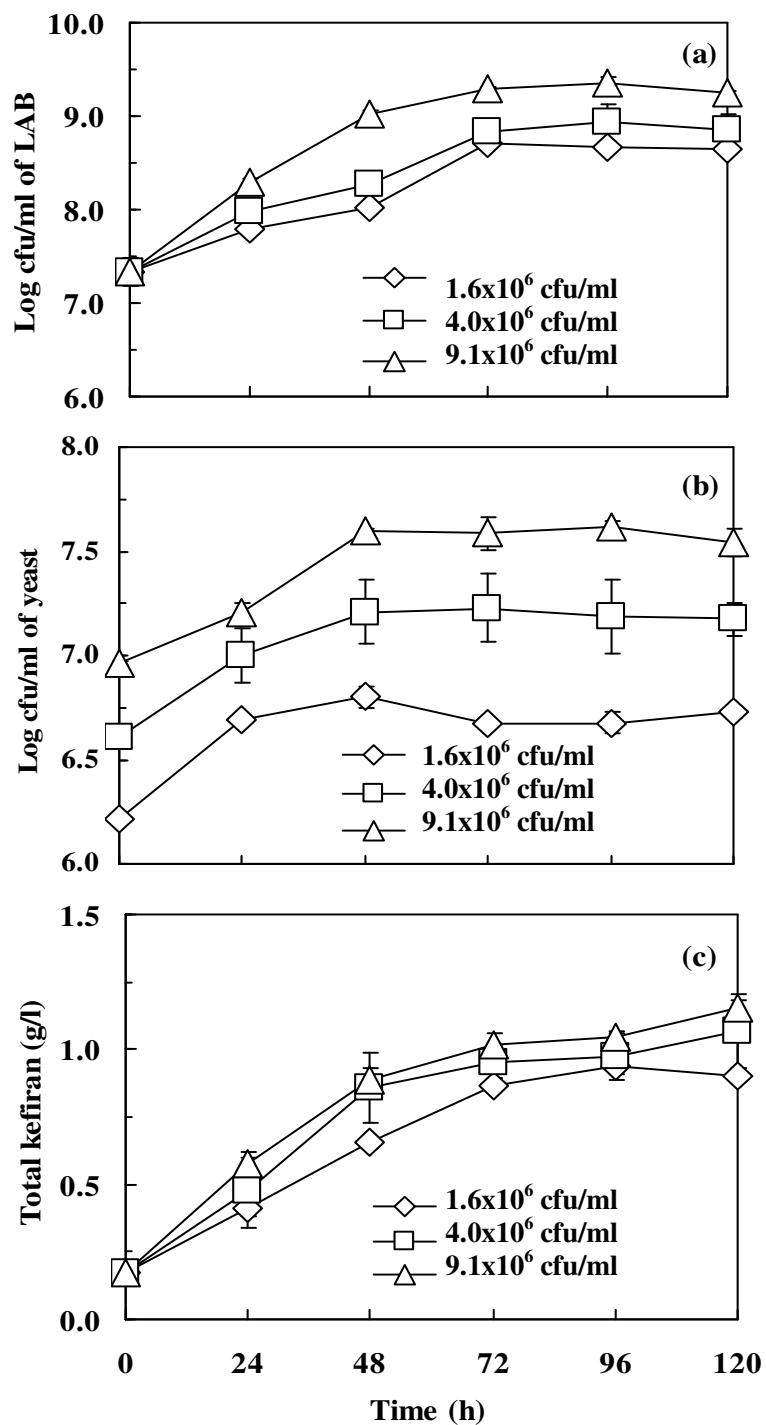 10.0
(a)
9.0
8.0
7.0
6.0
Log cfu/ml of LAB
1.6x10⁶ cfu/ml
4.0x10⁶ cfu/ml
9.1x10⁶ cfu/ml
8.0
(b)
7.5
7.0
6.5
6.0
Log cfu/ml of yeast
1.6x10⁶ cfu/ml
4.0x10⁶ cfu/ml
9.1x10⁶ cfu/ml
1.5
(c)
1.0
0.5
0.0
Total kefiran (g/l)
1.6x10⁶ cfu/ml
4.0x10⁶ cfu/ml
9.1x10⁶ cfu/ml
0 24 48 72 96 120
Time (h)